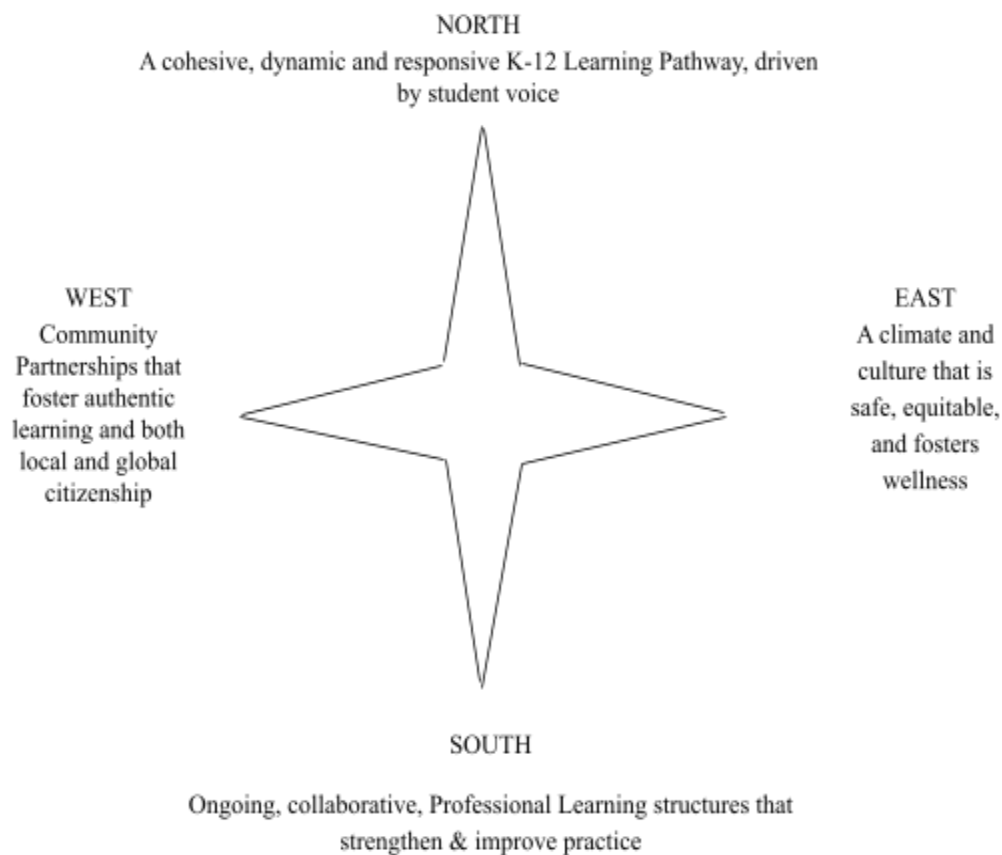 NORTH
A cohesive, dynamic and responsive K-12 Learning Pathway, driven
by student voice
WEST
Community
Partnerships that
foster authentic
learning and both
local and global
citizenship
EAST
A climate and
culture that is
safe, equitable,
and fosters
wellness
SOUTH
Ongoing, collaborative, Professional Learning structures that
strengthen & improve practice